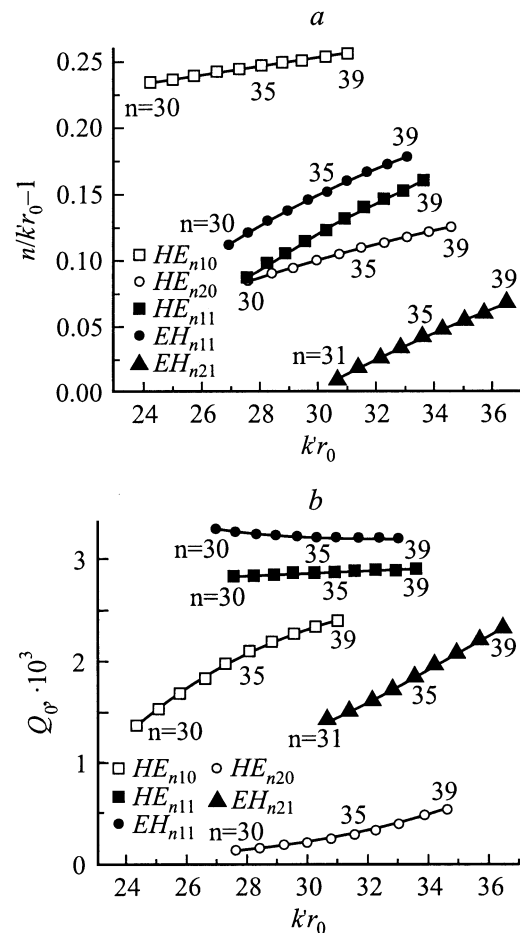 a
n/kr₀–1
0.25
0.20
0.15
0.10
0.05
0.00
n=30
35
39
n=30
35
39
39
30
35
39
n=31
35
39
HEₙ₁₀
HEₙ₂₀
HEₙ₁₁
EHₙ₁₁
EHₙ₂₁
24 26 28 30 32 34 36
k'r₀
b
Q₀, ·10³
3
2
1
0
n=30
35
39
n=30
35
39
n=30
35
39
n=31
35
39
n=30
35
39
HEₙ₁₀ HEₙ₂₀
HEₙ₁₁ EHₙ₂₁
EHₙ₁₁
24 26 28 30 32 34 36
k'r₀